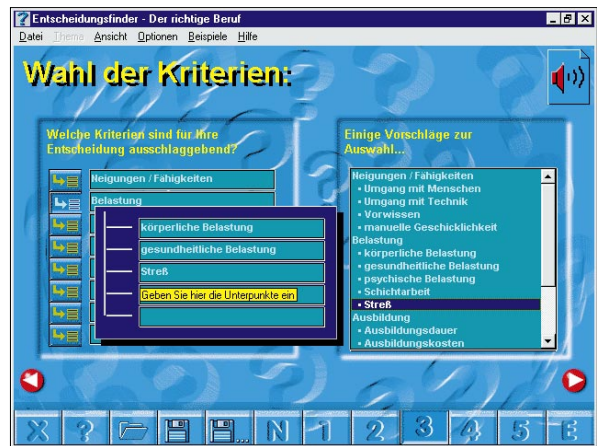 Entscheidungsfinder - Der richtige Beruf
Datei Thema Ansicht Optionen Beispiele Hilfe
Wahl der Kriterien:
Welche Kriterien sind für Ihre
Entscheidung ausschlaggebend?
Neigungen / Fähigkeiten
Belastung
körperliche Belastung
gesundheitliche Belastung
Streß
Geben Sie hier die Unterpunkte ein
Einige Vorschläge zur
Auswahl...
Neigungen / Fähigkeiten
• Umgang mit Menschen
• Umgang mit Technik
• Vorwissen
• manuelle Geschicklichkeit
Belastung
• körperliche Belastung
• gesundheitliche Belastung
• psychische Belastung
• Schichtarbeit
• Streß
Ausbildung
• Ausbildungsdauer
• Ausbildungskosten
X ? ... N 1 2 3 4 5 E